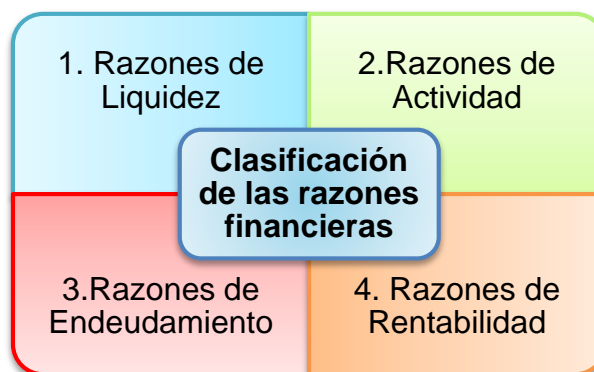 1. Razones de
Liquidez
2.Razones de
Actividad
Clasificación
de las razones
financieras
3.Razones de
Endeudamiento
4. Razones de
Rentabilidad